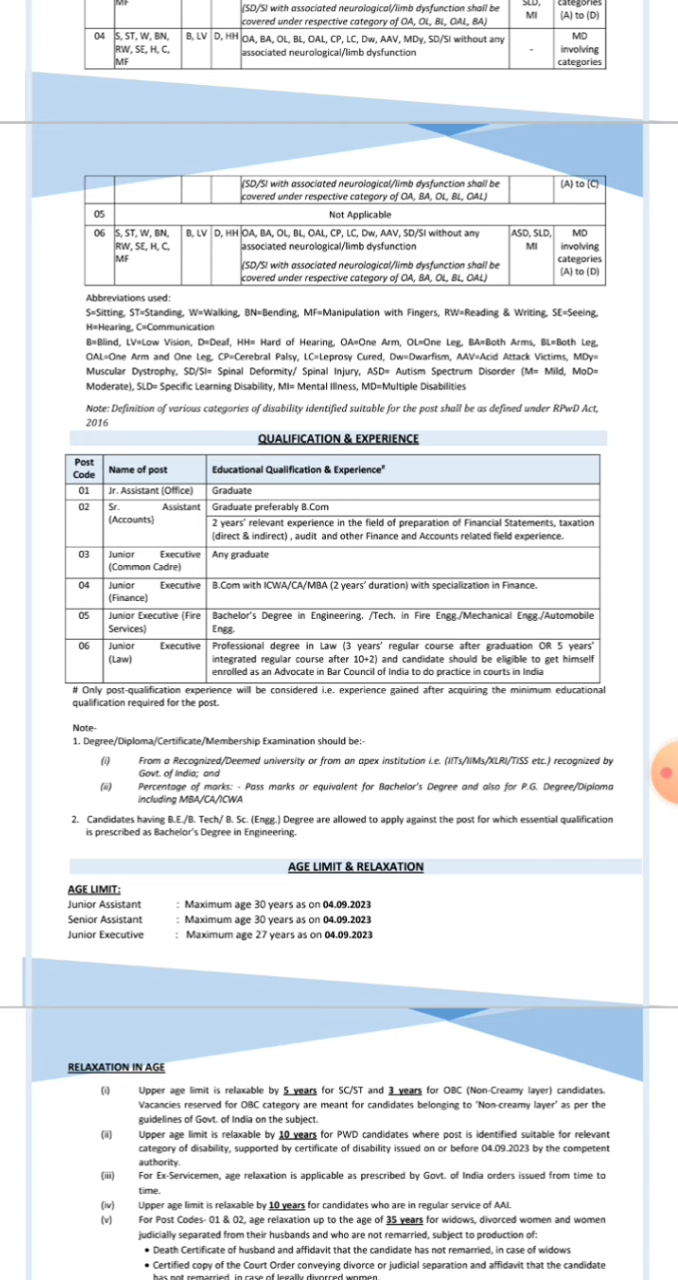 MF
(SD/SI with associated neurological/limb dysfunction shall be
covered under respective category of OA, OL, BL, OAL, BA)
SLD,
MI
categories
(A) to (D)
04
S, ST, W, BN,
RW, SE, H, C,
MF
B, LV
D, HH
OA, BA, OL, BL, OAL, CP, LC, Dw, AAV, MDy, SD/SI without any
associated neurological/limb dysfunction
-
MD
involving
categories
(SD/SI with associated neurological/limb dysfunction shall be
covered under respective category of OA, BA, OL, BL, OAL)
(A) to (C)
05
Not Applicable
06
S, ST, W, BN,
RW, SE, H, C,
MF
B, LV
D, HH
OA, BA, OL, BL, OAL, CP, LC, Dw, AAV, SD/SI without any
associated neurological/limb dysfunction
(SD/SI with associated neurological/limb dysfunction shall be
covered under respective category of OA, BA, OL, BL, OAL)
ASD, SLD,
MI
MD
involving
categories
(A) to (D)
Abbreviations used:
S=Sitting, ST=Standing, W=Walking, BN=Bending, MF=Manipulation with Fingers, RW=Reading & Writing, SE=Seeing,
H=Hearing, C=Communication
B=Blind, LV=Low Vision, D=Deaf, HH= Hard of Hearing, OA=One Arm, OL=One Leg, BA=Both Arms, BL=Both Leg,
OAL=One Arm and One Leg, CP=Cerebral Palsy, LC=Leprosy Cured, Dw=Dwarfism, AAV=Acid Attack Victims, MDy=
Muscular Dystrophy, SD/SI= Spinal Deformity/ Spinal Injury, ASD= Autism Spectrum Disorder (M= Mild, MoD=
Moderate), SLD= Specific Learning Disability, MI= Mental Illness, MD=Multiple Disabilities
Note: Definition of various categories of disability identified suitable for the post shall be as defined under RPwD Act,
2016
QUALIFICATION & EXPERIENCE
Post
Code
Name of post
Educational Qualification & Experience#
01
Jr. Assistant (Office)
Graduate
02
Sr. Assistant
(Accounts)
Graduate preferably B.Com
2 years' relevant experience in the field of preparation of Financial Statements, taxation
(direct & indirect) , audit and other Finance and Accounts related field experience.
03
Junior Executive
(Common Cadre)
Any graduate
04
Junior Executive
(Finance)
B.Com with ICWA/CA/MBA (2 years' duration) with specialization in Finance.
05
Junior Executive (Fire
Services)
Bachelor's Degree in Engineering. /Tech. in Fire Engg./Mechanical Engg./Automobile
Engg.
06
Junior Executive
(Law)
Professional degree in Law (3 years' regular course after graduation OR 5 years'
integrated regular course after 10+2) and candidate should be eligible to get himself
enrolled as an Advocate in Bar Council of India to do practice in courts in India
# Only post-qualification experience will be considered i.e. experience gained after acquiring the minimum educational
qualification required for the post.
Note-
1. Degree/Diploma/Certificate/Membership Examination should be:-
(i) From a Recognized/Deemed university or from an apex institution i.e. (IITs/IIMs/XLRI/TISS etc.) recognized by
Govt. of India; and
(ii) Percentage of marks: - Pass marks or equivalent for Bachelor's Degree and also for P.G. Degree/Diploma
including MBA/CA/ICWA
2. Candidates having B.E./B. Tech/ B. Sc. (Engg.) Degree are allowed to apply against the post for which essential qualification
is prescribed as Bachelor's Degree in Engineering.
AGE LIMIT & RELAXATION
AGE LIMIT:
Junior Assistant : Maximum age 30 years as on 04.09.2023
Senior Assistant : Maximum age 30 years as on 04.09.2023
Junior Executive : Maximum age 27 years as on 04.09.2023
RELAXATION IN AGE
(i) Upper age limit is relaxable by 5 years for SC/ST and 3 years for OBC (Non-Creamy layer) candidates.
Vacancies reserved for OBC category are meant for candidates belonging to 'Non-creamy layer' as per the
guidelines of Govt. of India on the subject.
(ii) Upper age limit is relaxable by 10 years for PWD candidates where post is identified suitable for relevant
category of disability, supported by certificate of disability issued on or before 04.09.2023 by the competent
authority.
(iii) For Ex-Servicemen, age relaxation is applicable as prescribed by Govt. of India orders issued from time to
time.
(iv) Upper age limit is relaxable by 10 years for candidates who are in regular service of AAI.
(v) For Post Codes- 01 & 02, age relaxation up to the age of 35 years for widows, divorced women and women
judicially separated from their husbands and who are not remarried, subject to production of:
• Death Certificate of husband and affidavit that the candidate has not remarried, in case of widows
• Certified copy of the Court Order conveying divorce or judicial separation and affidavit that the candidate
has not remarried, in case of legally divorced women.